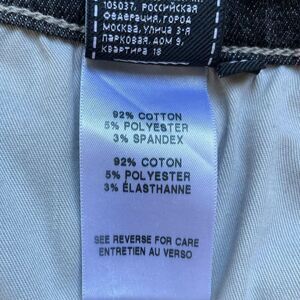 105037, РОССИЙСКАЯ
ФЕДЕРАЦИЯ, ГОРОД
МОСКВА, УЛИЦА 3-Я
ПАРКОВАЯ, ДОМ 9,
КВАРТИРА 18
92% COTTON
5% POLYESTER
3% SPANDEX
92% COTON
5% POLYESTER
3% ÉLASTHANNE
SEE REVERSE FOR CARE
ENTRETIEN AU VERSO